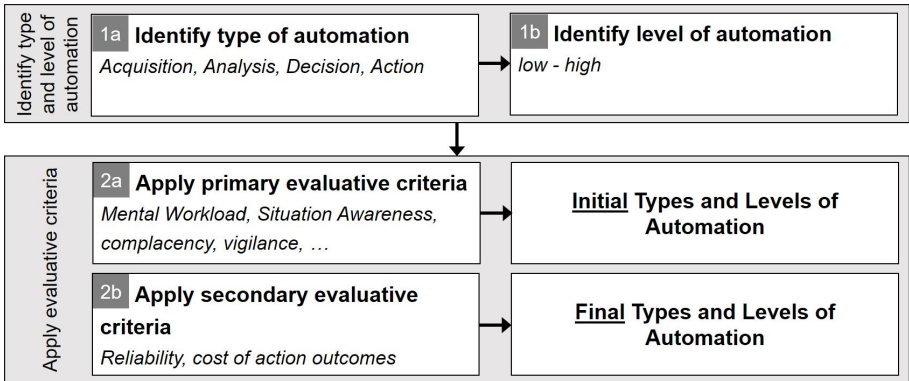 Identify type
and level of
automation
1a Identify type of automation
Acquisition, Analysis, Decision, Action
1b Identify level of automation
low - high
Apply evaluative criteria
2a Apply primary evaluative criteria
Mental Workload, Situation Awareness,
complacency, vigilance, …
Initial Types and Levels of
Automation
2b Apply secondary evaluative
criteria
Reliability, cost of action outcomes
Final Types and Levels of
Automation